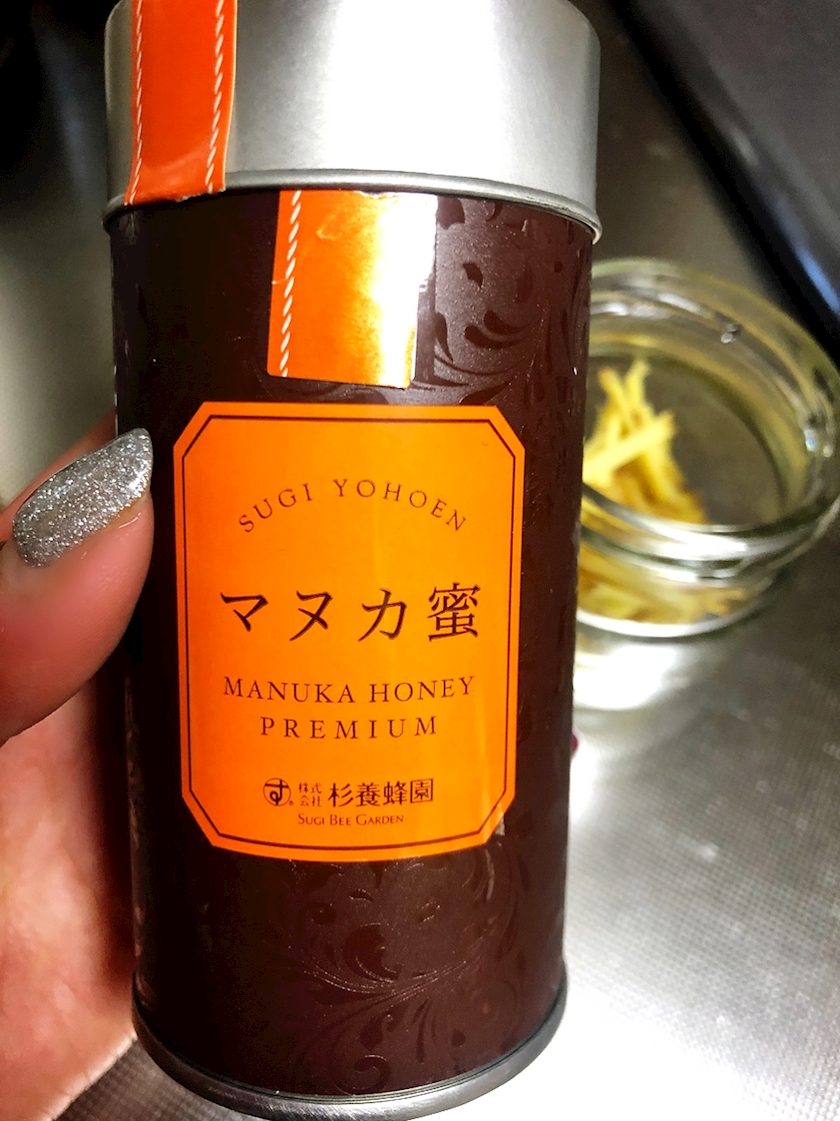 SUGI YOHOEN
マヌカ蜜
MANUKA HONEY
PREMIUM
す 株式会社 杉養蜂園
SUGI BEE GARDEN